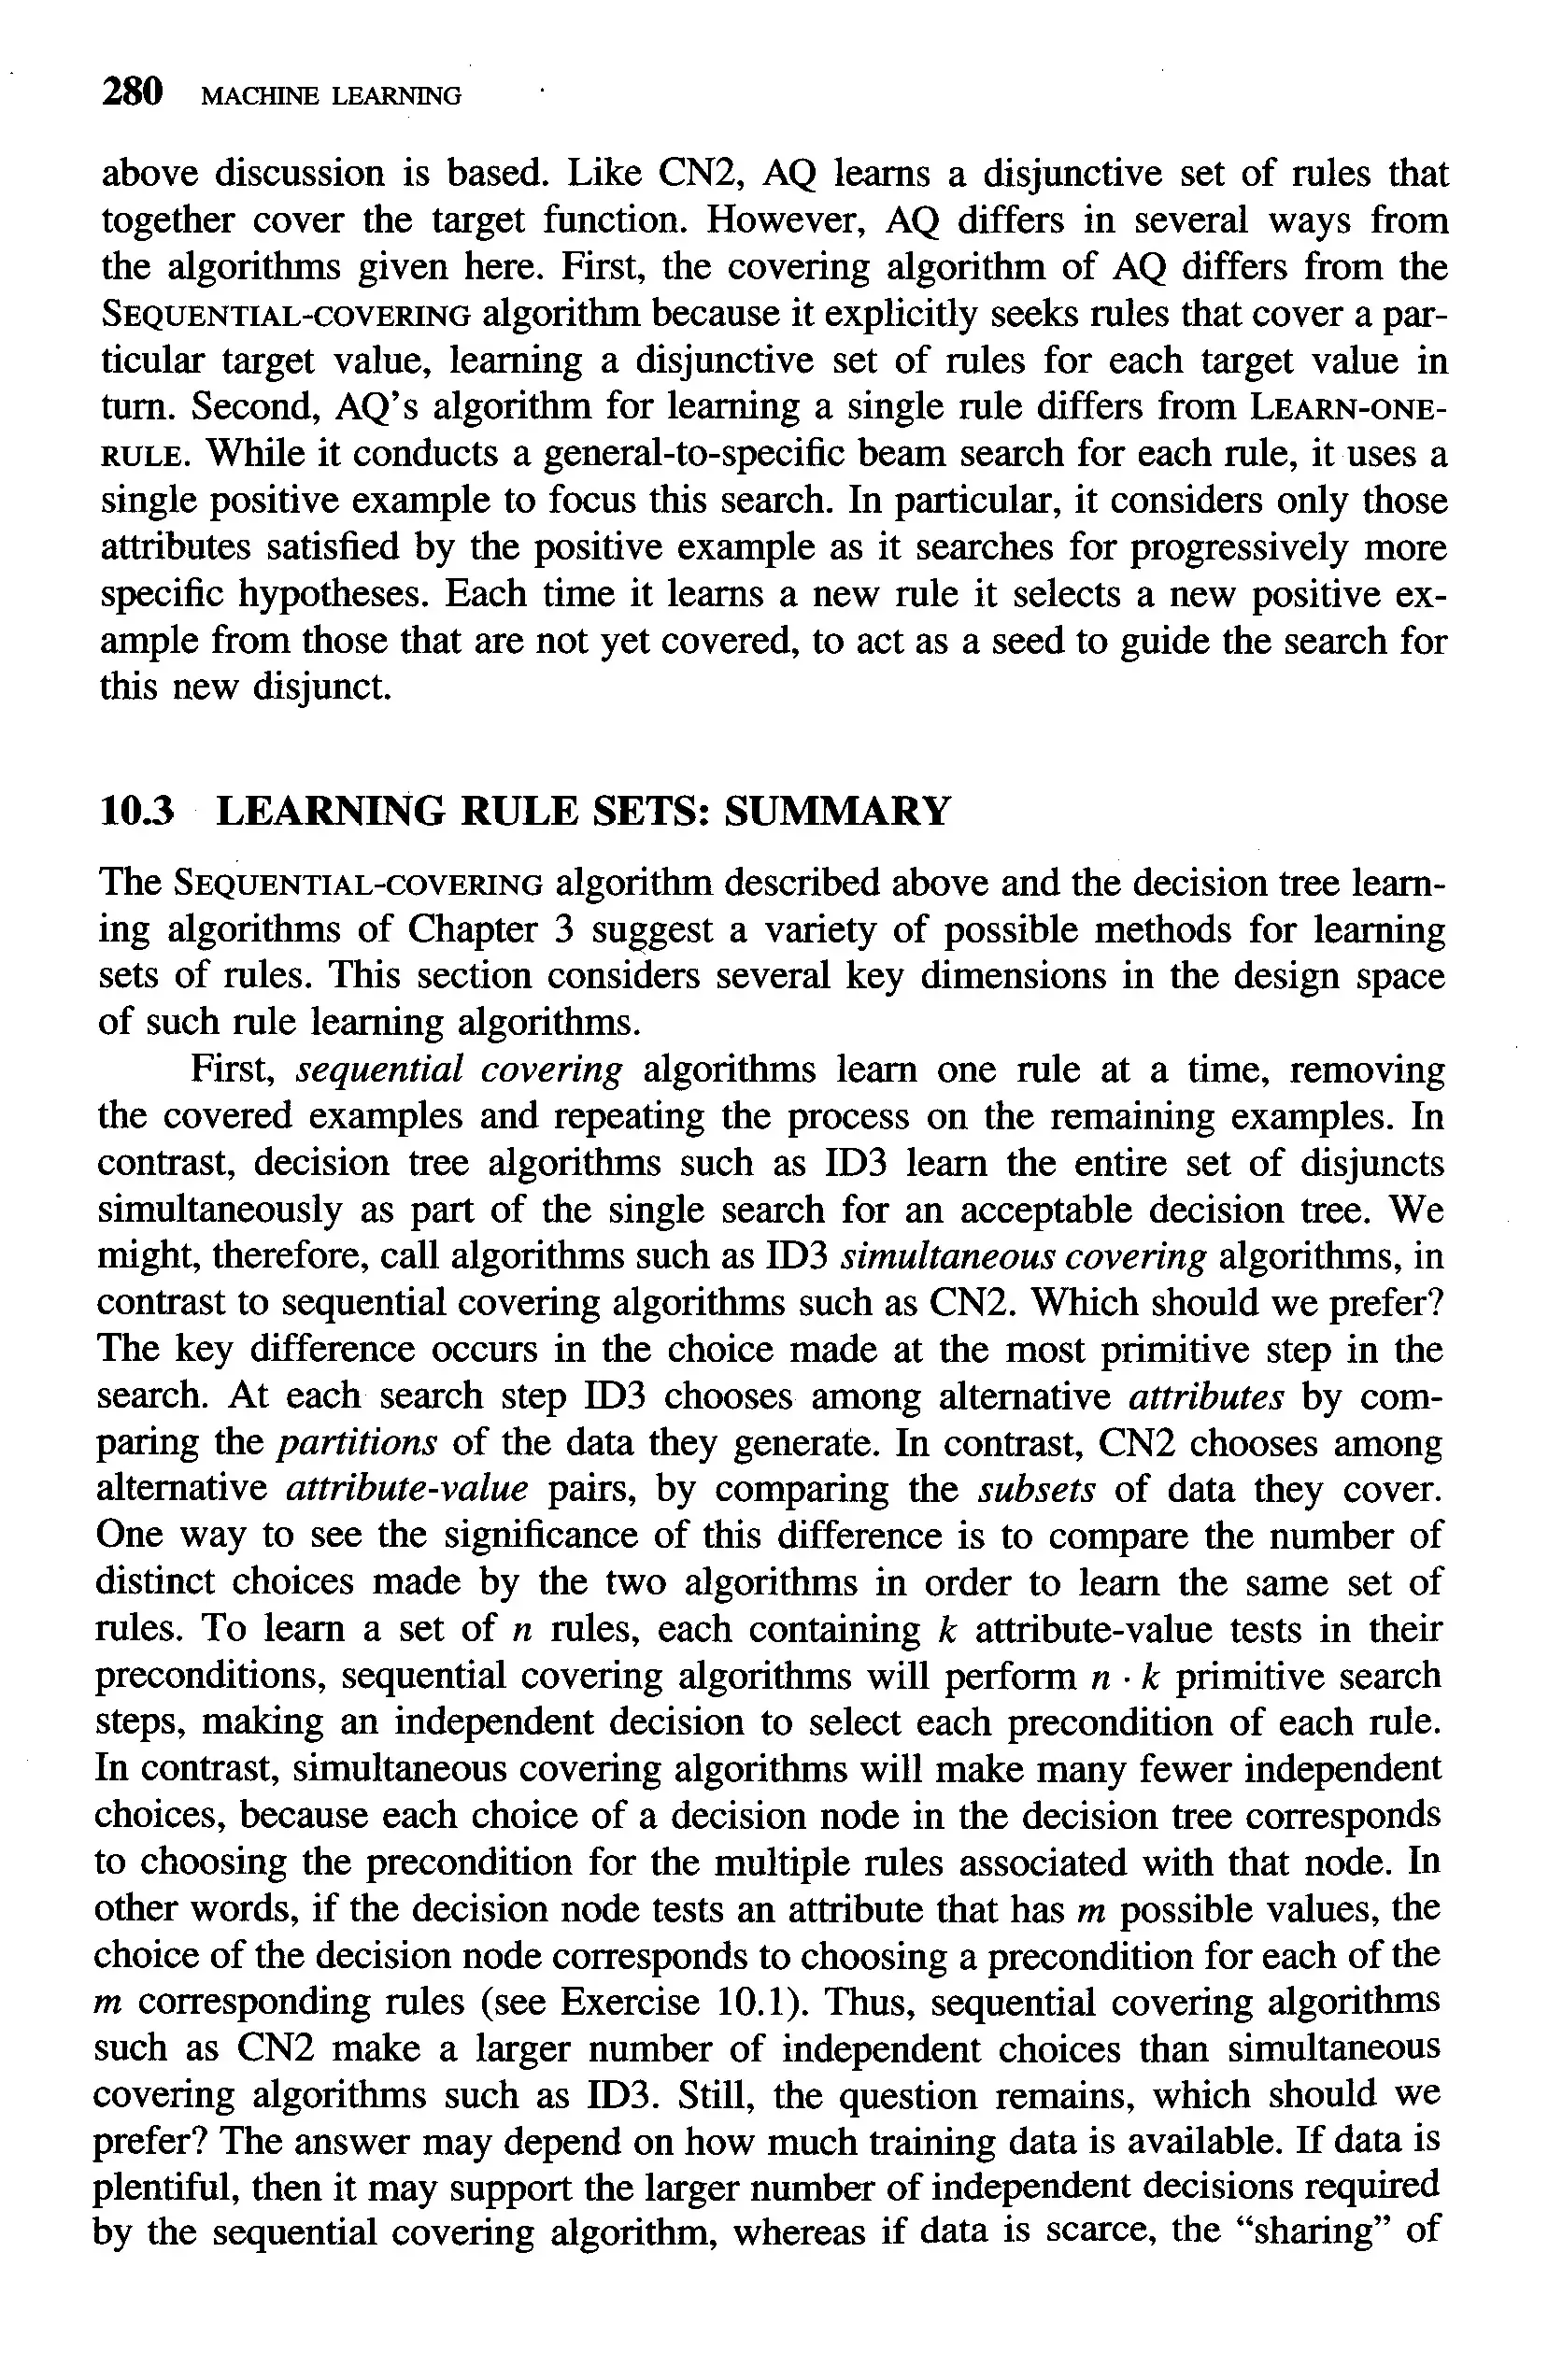 280 MACHINE LEARNING
above discussion is based. Like CN2, AQ learns a disjunctive set of rules that
together cover the target function. However, AQ differs in several ways from
the algorithms given here. First, the covering algorithm of AQ differs from the
SEQUENTIAL-COVERING algorithm because it explicitly seeks rules that cover a par-
ticular target value, learning a disjunctive set of rules for each target value in
turn. Second, AQ's algorithm for learning a single rule differs from LEARN-ONE-
RULE. While it conducts a general-to-specific beam search for each rule, it uses a
single positive example to focus this search. In particular, it considers only those
attributes satisfied by the positive example as it searches for progressively more
specific hypotheses. Each time it learns a new rule it selects a new positive ex-
ample from those that are not yet covered, to act as a seed to guide the search for
this new disjunct.
10.3 LEARNING RULE SETS: SUMMARY
The SEQUENTIAL-COVERING algorithm described above and the decision tree learn-
ing algorithms of Chapter 3 suggest a variety of possible methods for learning
sets of rules. This section considers several key dimensions in the design space
of such rule learning algorithms.
First, sequential covering algorithms learn one rule at a time, removing
the covered examples and repeating the process on the remaining examples. In
contrast, decision tree algorithms such as ID3 learn the entire set of disjuncts
simultaneously as part of the single search for an acceptable decision tree. We
might, therefore, call algorithms such as ID3 simultaneous covering algorithms, in
contrast to sequential covering algorithms such as CN2. Which should we prefer?
The key difference occurs in the choice made at the most primitive step in the
search. At each search step ID3 chooses among alternative attributes by com-
paring the partitions of the data they generate. In contrast, CN2 chooses among
alternative attribute-value pairs, by comparing the subsets of data they cover.
One way to see the significance of this difference is to compare the number of
distinct choices made by the two algorithms in order to learn the same set of
rules. To learn a set of n rules, each containing k attribute-value tests in their
preconditions, sequential covering algorithms will perform n · k primitive search
steps, making an independent decision to select each precondition of each rule.
In contrast, simultaneous covering algorithms will make many fewer independent
choices, because each choice of a decision node in the decision tree corresponds
to choosing the precondition for the multiple rules associated with that node. In
other words, if the decision node tests an attribute that has m possible values, the
choice of the decision node corresponds to choosing a precondition for each of the
m corresponding rules (see Exercise 10.1). Thus, sequential covering algorithms
such as CN2 make a larger number of independent choices than simultaneous
covering algorithms such as ID3. Still, the question remains, which should we
prefer? The answer may depend on how much training data is available. If data is
plentiful, then it may support the larger number of independent decisions required
by the sequential covering algorithm, whereas if data is scarce, the “sharing” of